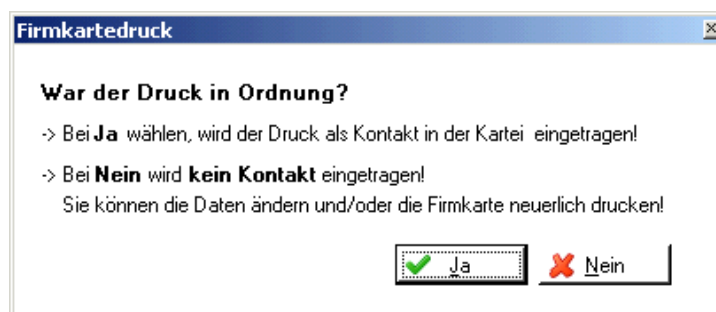 Firmkartedruck
War der Druck in Ordnung?
-> Bei Ja wählen, wird der Druck als Kontakt in der Kartei eingetragen!
-> Bei Nein wird kein Kontakt eingetragen!
Sie können die Daten ändern und/oder die Firmkarte neuerlich drucken!
Ja Nein